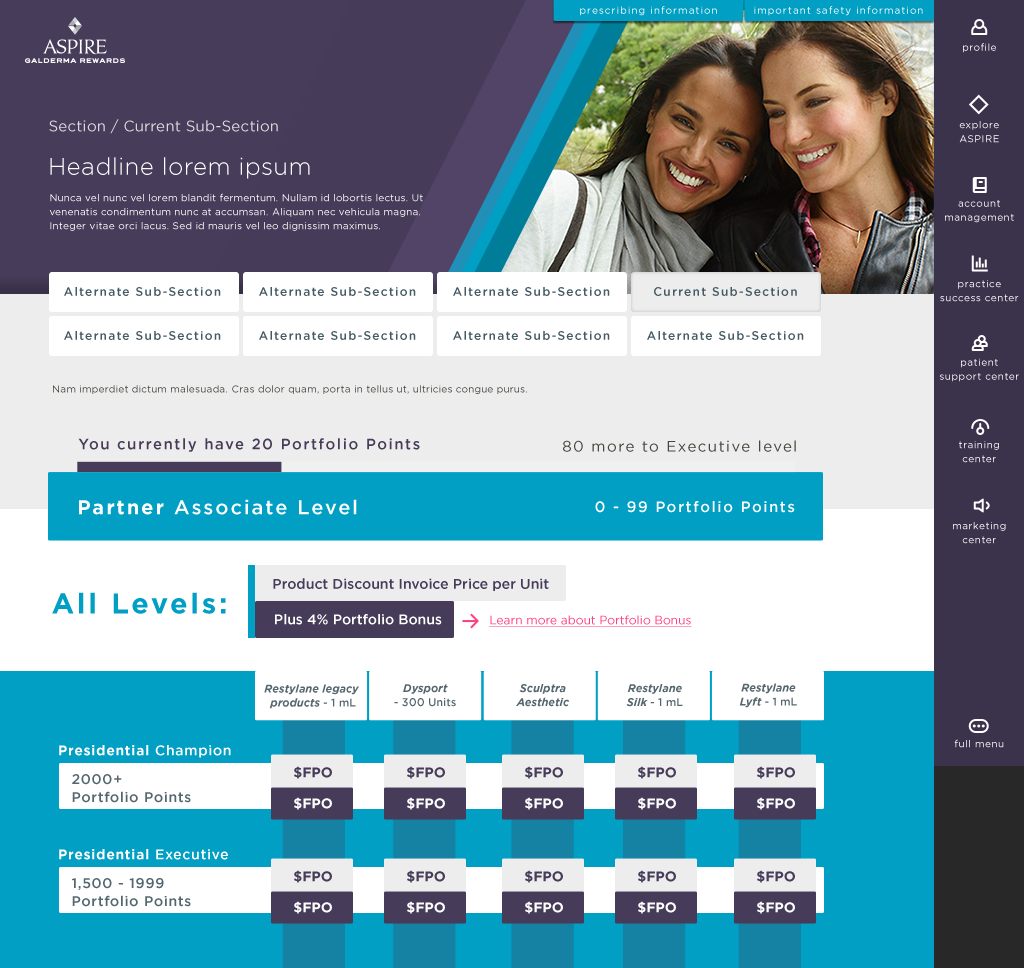 prescribing information
important safety information
ASPIRE
GALDERMA REWARDS
Section / Current Sub-Section
Headline lorem ipsum
Nunca vel nunc vel lorem blandit fermentum. Nullam id lobortis lectus. Ut
venenatis condimentum nunc at accumsan. Aliquam nec vehicula magna.
Integer vitae orci lacus. Sed id mauris vel leo dignissim maximus.
Alternate Sub-Section
Alternate Sub-Section
Alternate Sub-Section
Current Sub-Section
Alternate Sub-Section
Alternate Sub-Section
Alternate Sub-Section
Alternate Sub-Section
Nam imperdiet dictum malesuada. Cras dolor quam, porta in tellus ut, ultricies congue purus.
You currently have 20 Portfolio Points
80 more to Executive level
Partner Associate Level
0 - 99 Portfolio Points
All Levels:
Product Discount Invoice Price per Unit
Plus 4% Portfolio Bonus
Learn more about Portfolio Bonus
Restylane legacy
products - 1 mL
Dysport
- 300 Units
Sculptra
Aesthetic
Restylane
Silk - 1 mL
Restylane
Lyft - 1 mL
Presidential Champion
2000+
Portfolio Points
$FPO
$FPO
$FPO
$FPO
$FPO
$FPO
$FPO
$FPO
$FPO
$FPO
Presidential Executive
1,500 - 1999
Portfolio Points
$FPO
$FPO
$FPO
$FPO
$FPO
$FPO
$FPO
$FPO
$FPO
$FPO
profile
explore
ASPIRE
account
management
practice
success center
patient
support center
training
center
marketing
center
full menu